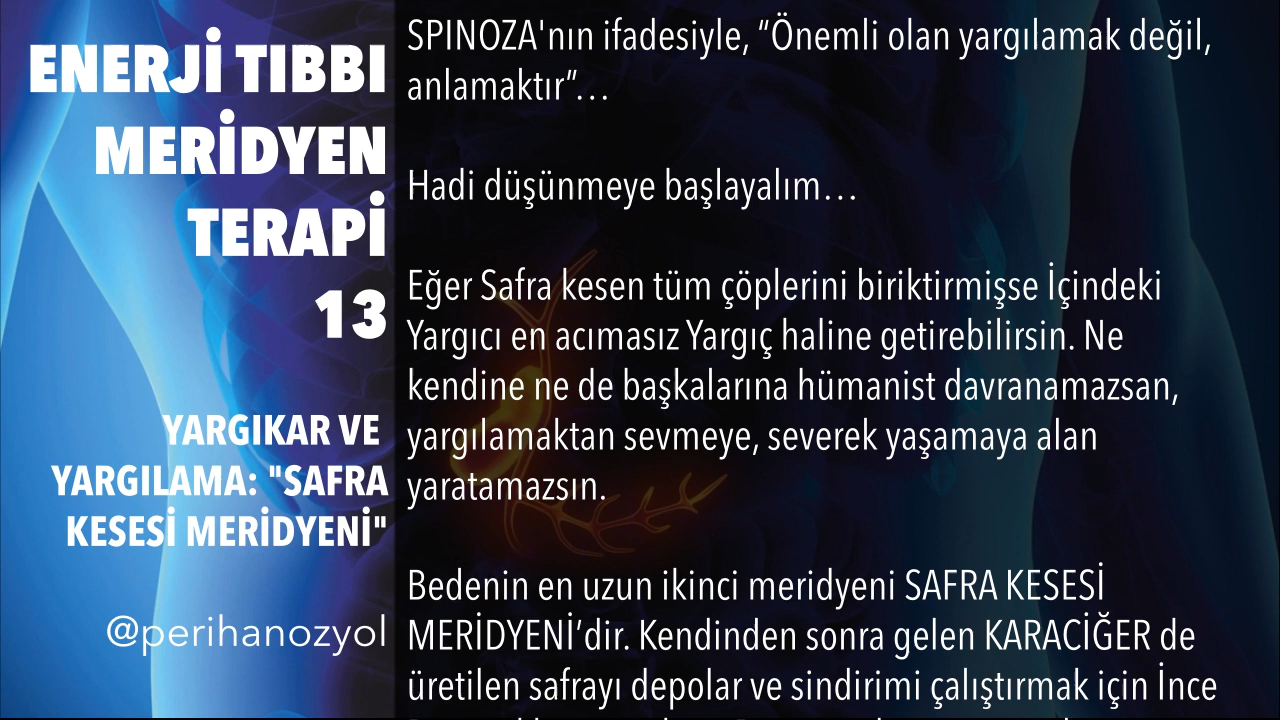 ENERJİ TIBBI
MERİDYEN
TERAPİ
13
YARGIKAR VE
YARGILAMA: "SAFRA
KESESİ MERİDYENİ"
@perihanozyol
SPINOZA'nın ifadesiyle, “Önemli olan yargılamak değil,
anlamaktır”…
Hadi düşünmeye başlayalım…
Eğer Safra kesen tüm çöplerini biriktirmişse İçindeki
Yargıcı en acımasız Yargıç haline getirebilirsin. Ne
kendine ne de başkalarına hümanist davranamazsan,
yargılamaktan sevmeye, severek yaşamaya alan
yaratamazsın.
Bedenin en uzun ikinci meridyeni SAFRA KESESİ
MERİDYENİ’dir. Kendinden sonra gelen KARACİĞER de
üretilen safrayı depolar ve sindirimi çalıştırmak için İnce